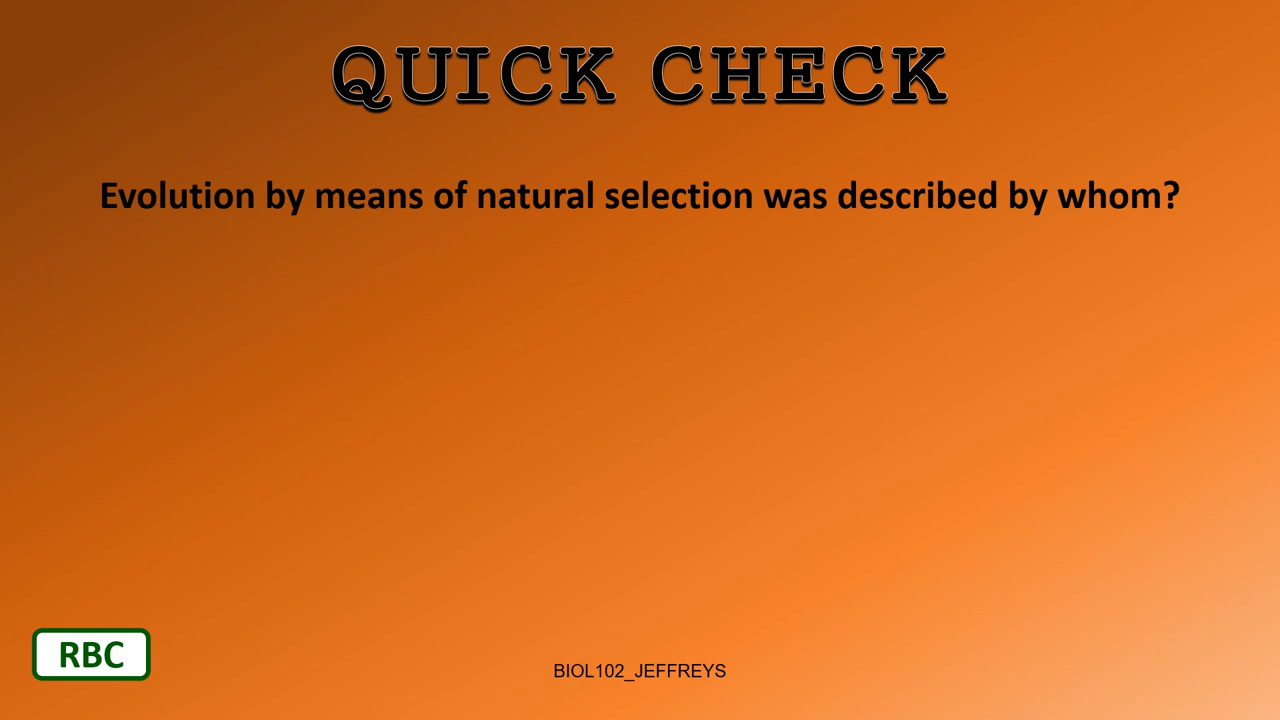 QUICK CHECK
Evolution by means of natural selection was described by whom?
RBC
BIOL102_JEFFREYS